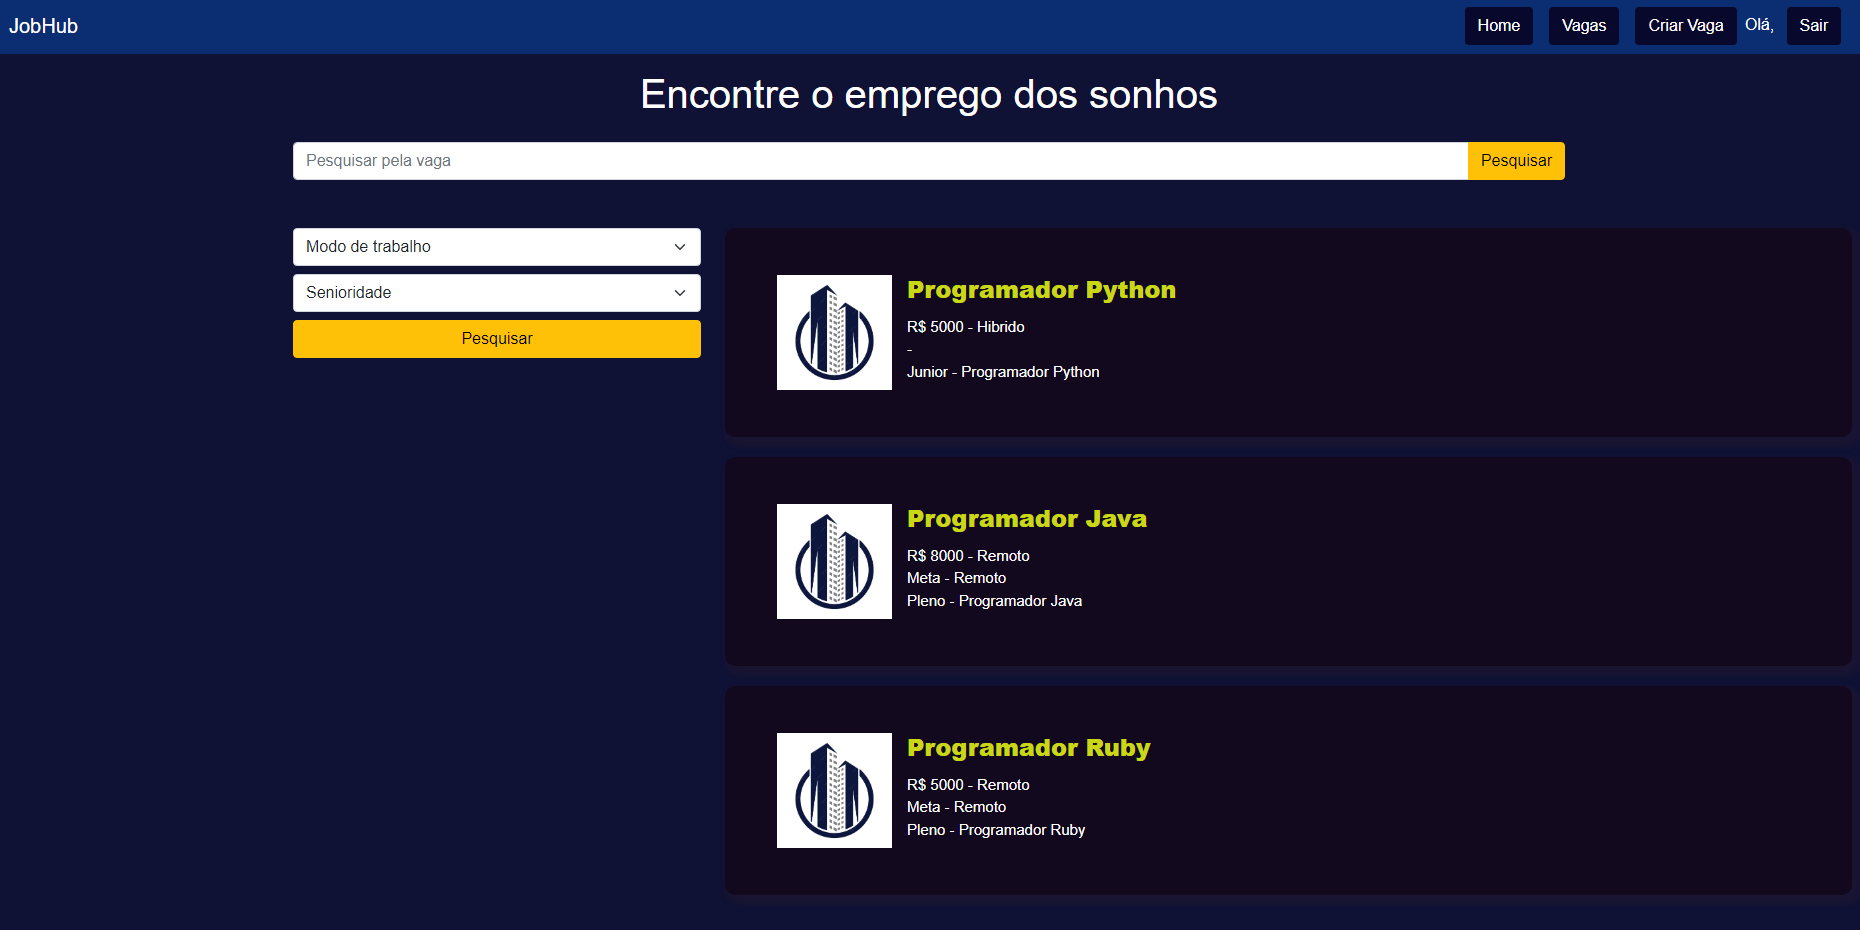 JobHub
Home Vagas Criar Vaga Olá, Sair
Encontre o emprego dos sonhos
Pesquisar pela vaga Pesquisar
Modo de trabalho
Senioridade
Pesquisar
Programador Python
R$ 5000 - Hibrido
-
Junior - Programador Python
Programador Java
R$ 8000 - Remoto
Meta - Remoto
Pleno - Programador Java
Programador Ruby
R$ 5000 - Remoto
Meta - Remoto
Pleno - Programador Ruby